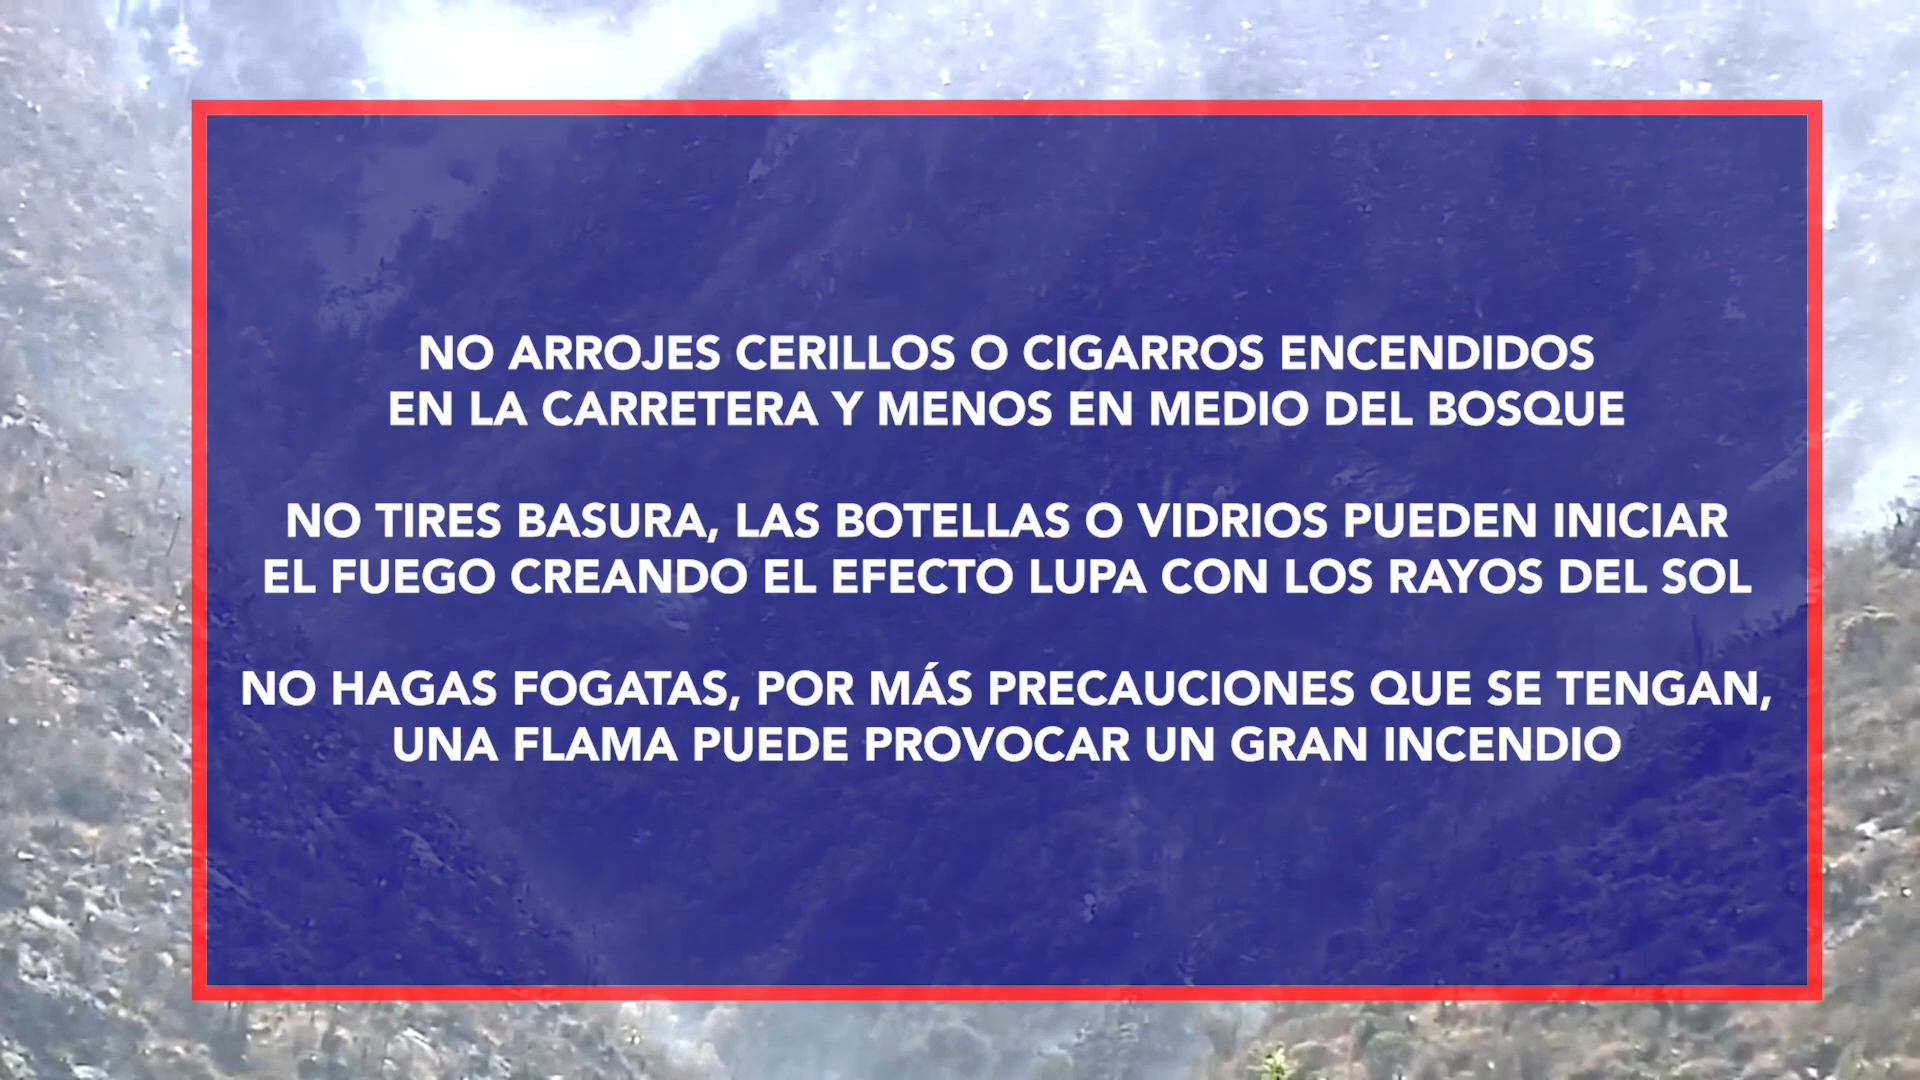 NO ARROJES CERILLOS O CIGARROS ENCENDIDOS
EN LA CARRETERA Y MENOS EN MEDIO DEL BOSQUE
NO TIRES BASURA, LAS BOTELLAS O VIDRIOS PUEDEN INICIAR
EL FUEGO CREANDO EL EFECTO LUPA CON LOS RAYOS DEL SOL
NO HAGAS FOGATAS, POR MÁS PRECAUCIONES QUE SE TENGAN,
UNA FLAMA PUEDE PROVOCAR UN GRAN INCENDIO